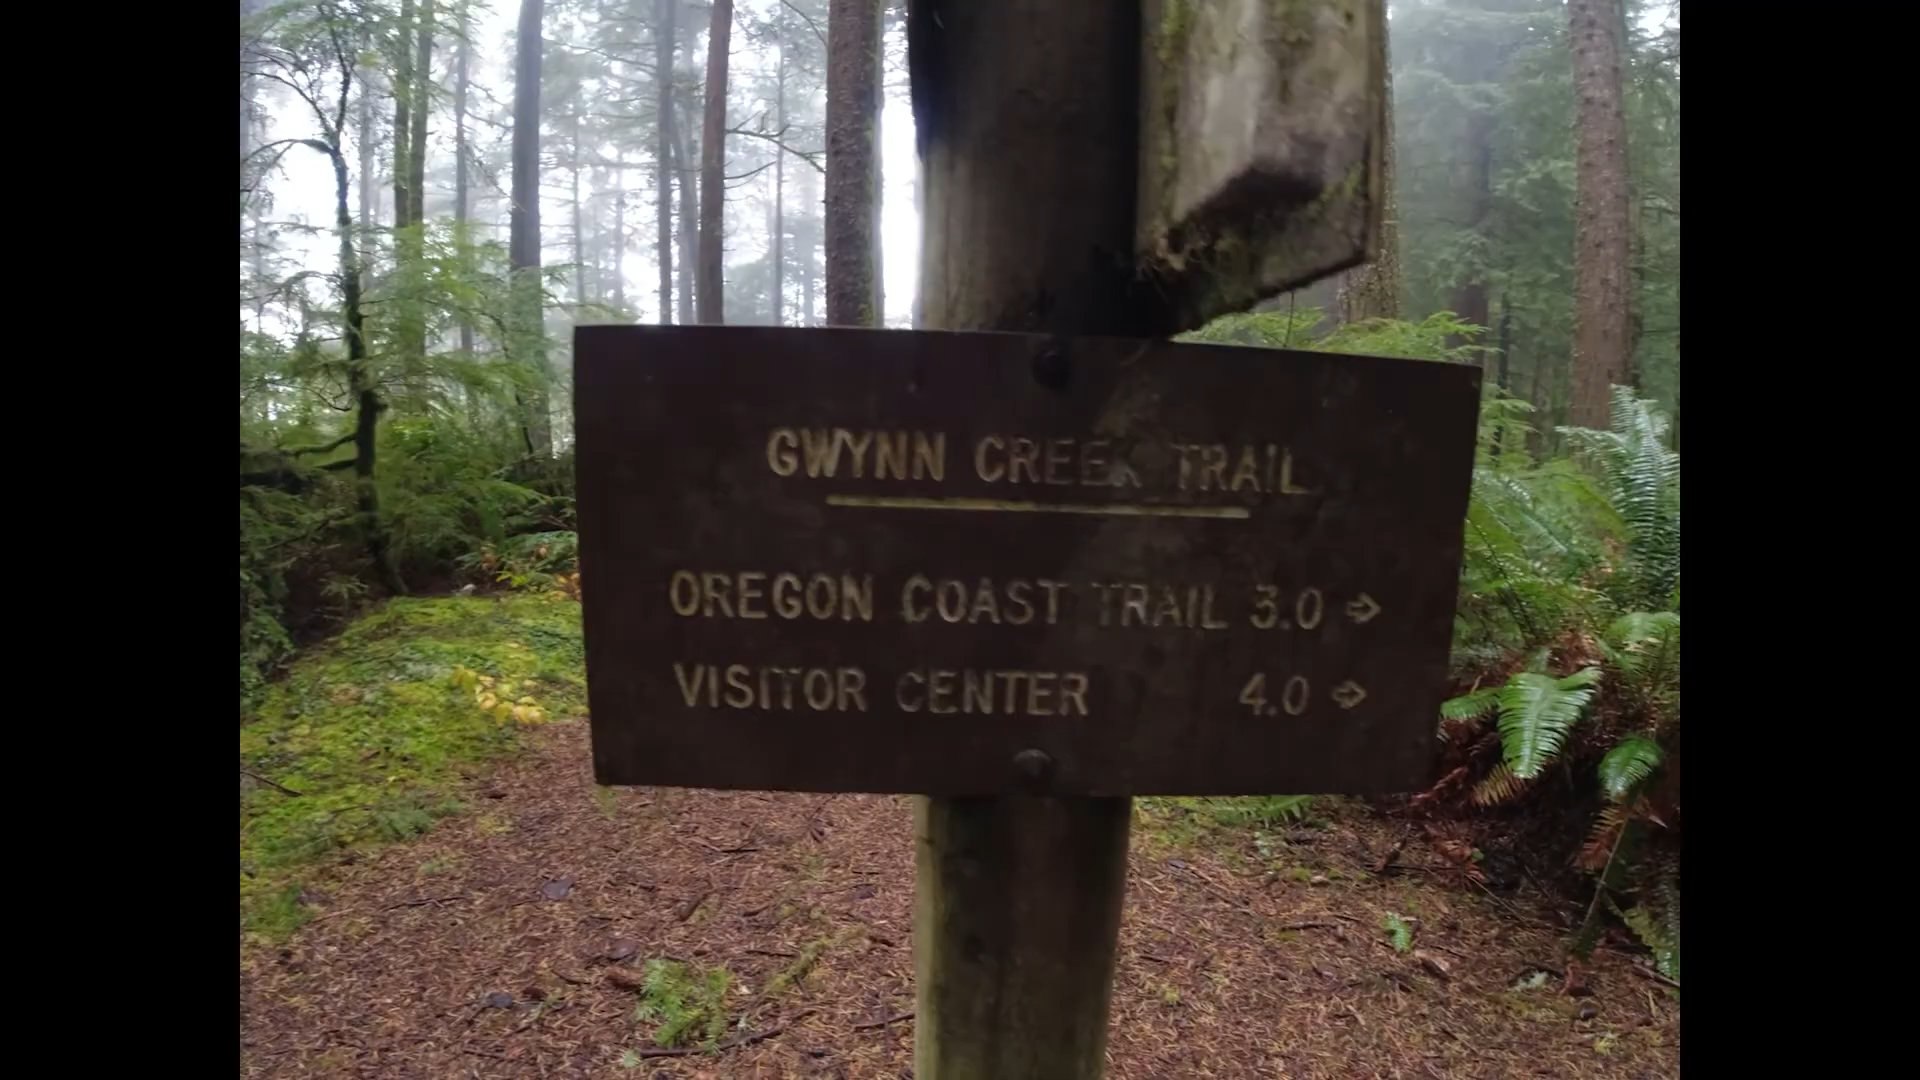 GWYNN CREEK TRAIL
OREGON COAST TRAIL 3.0 →
VISITOR CENTER 4.0 →